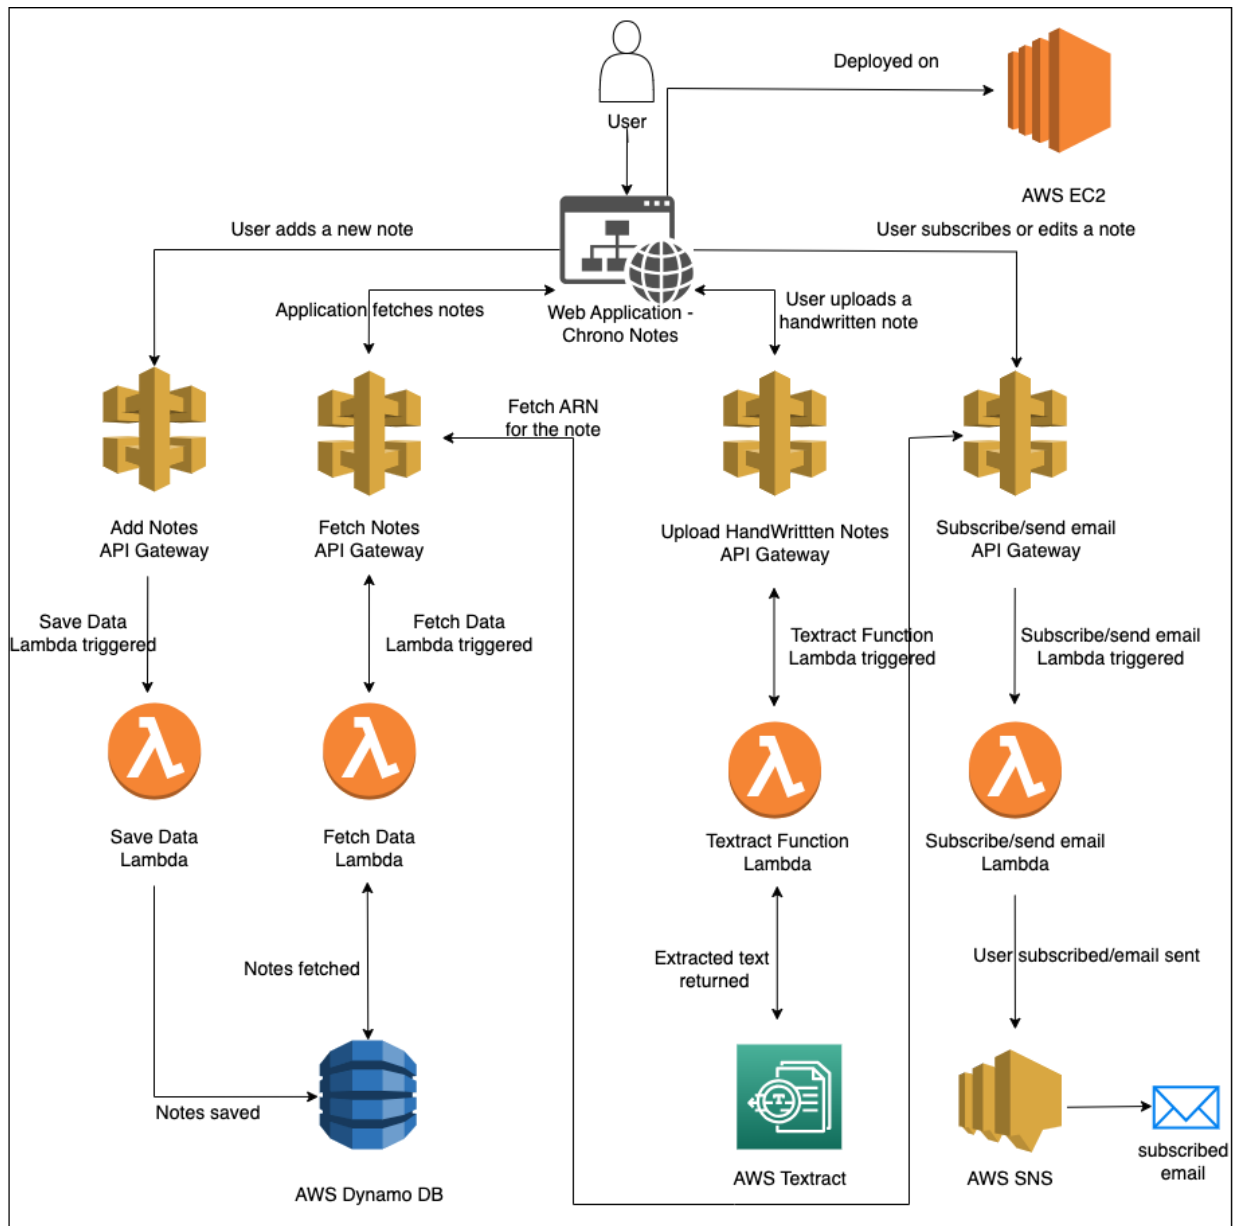 User
Deployed on
AWS EC2
User adds a new note
User subscribes or edits a note
Application fetches notes
Web Application -
Chrono Notes
User uploads a
handwritten note
Fetch ARN
for the note
Add Notes
API Gateway
Fetch Notes
API Gateway
Upload HandWrittten Notes
API Gateway
Subscribe/send email
API Gateway
Save Data
Lambda triggered
Fetch Data
Lambda triggered
Textract Function
Lambda triggered
Subscribe/send email
Lambda triggered
Save Data
Lambda
Fetch Data
Lambda
Textract Function
Lambda
Subscribe/send email
Lambda
Notes fetched
Extracted text
returned
User subscribed/email sent
Notes saved
AWS Dynamo DB
AWS Textract
AWS SNS
subscribed
email